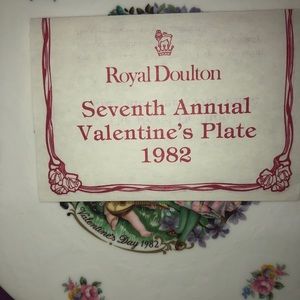 Royal Doulton
Seventh Annual
Valentine's Plate
1982
Valentine's Day 1982